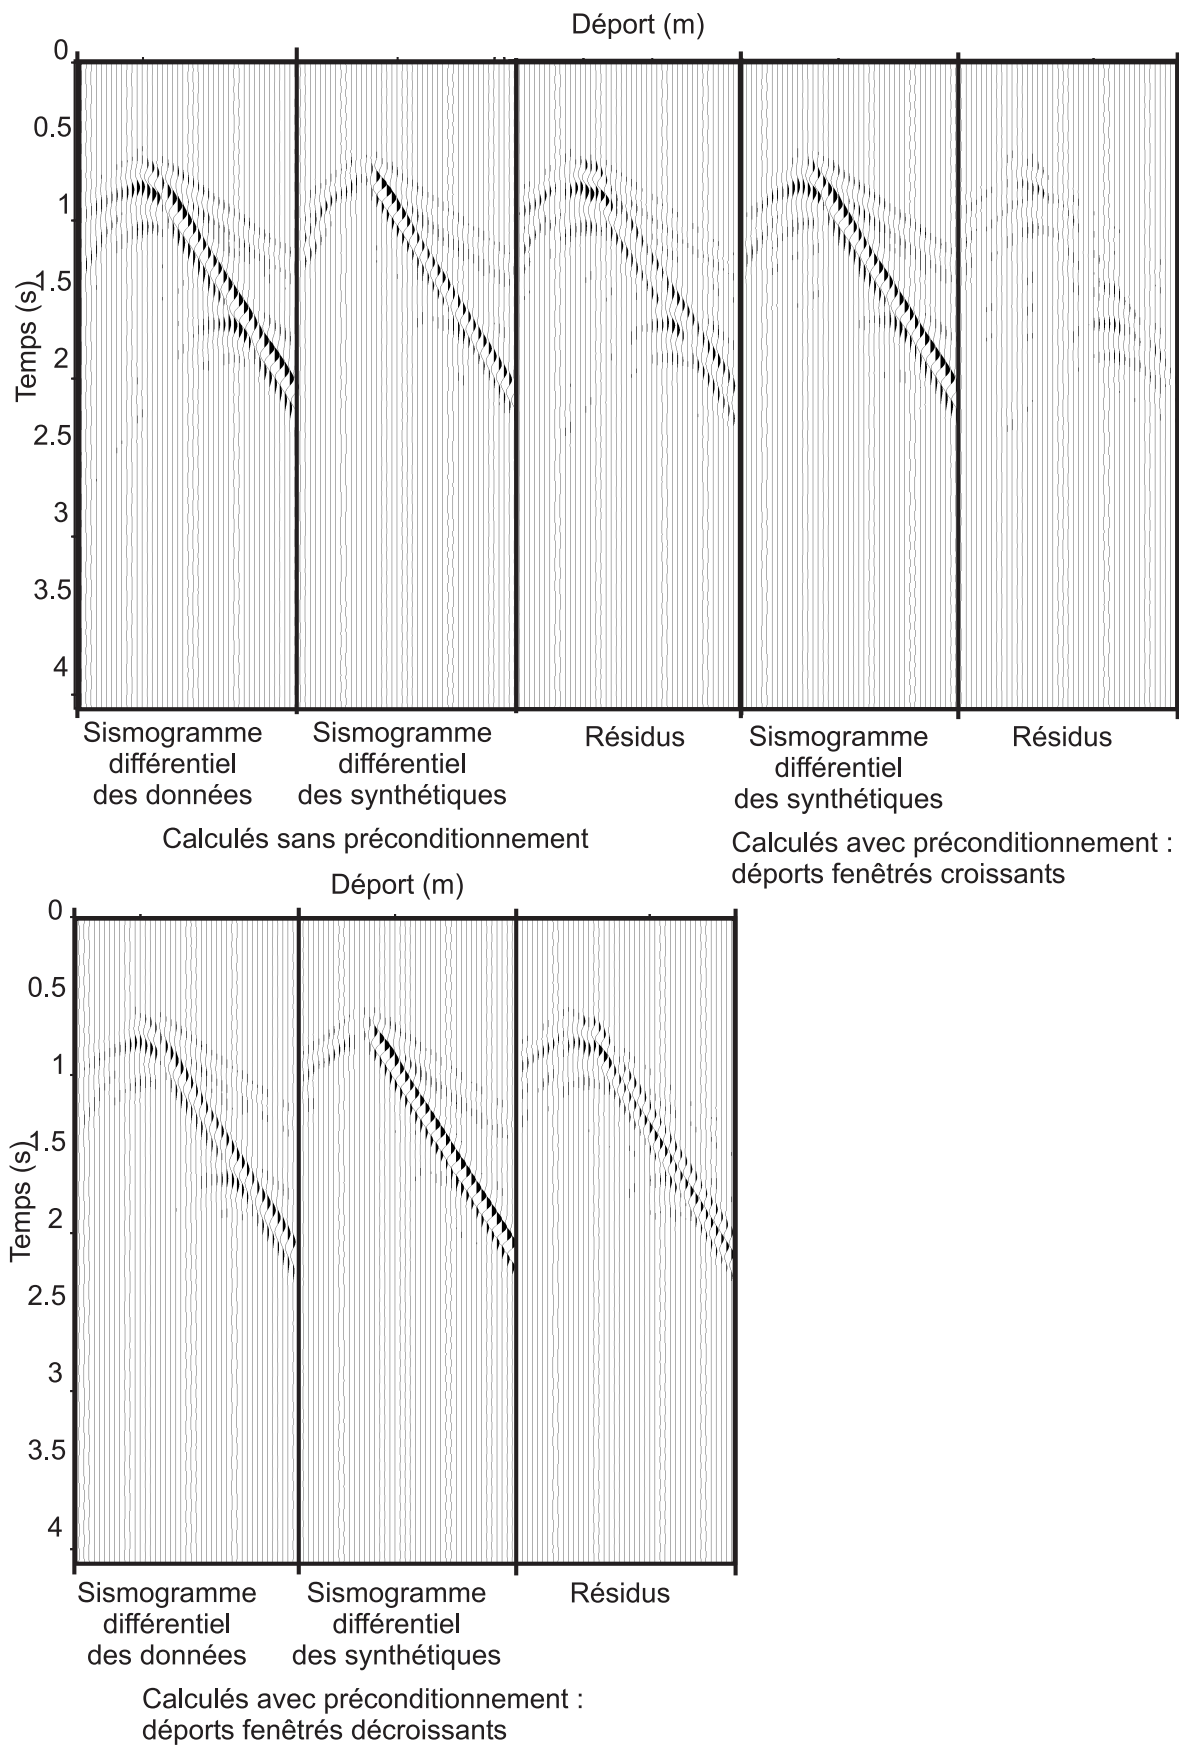 Déport (m)
0
0.5
1
1.5
2
2.5
3
3.5
4
Temps (s)
Sismogramme
différentiel
des données
Sismogramme
différentiel
des synthétiques
Résidus
Sismogramme
différentiel
des synthétiques
Résidus
Calculés sans préconditionnement
Calculés avec préconditionnement :
déports fenêtrés croissants
Déport (m)
0
0.5
1
1.5
2
2.5
3
3.5
4
Temps (s)
Sismogramme
différentiel
des données
Sismogramme
différentiel
des synthétiques
Résidus
Calculés avec préconditionnement :
déports fenêtrés décroissants